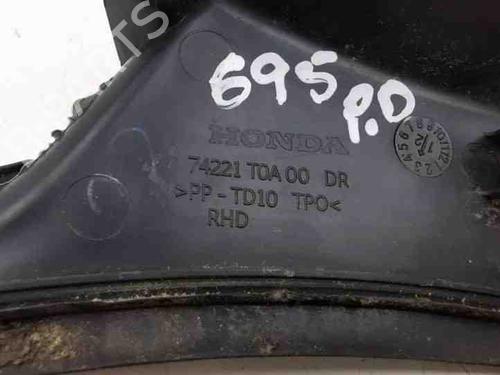 695 P.D
HONDA
74221 T0A 00 DR
>PP - TD10 TPO<
RHD